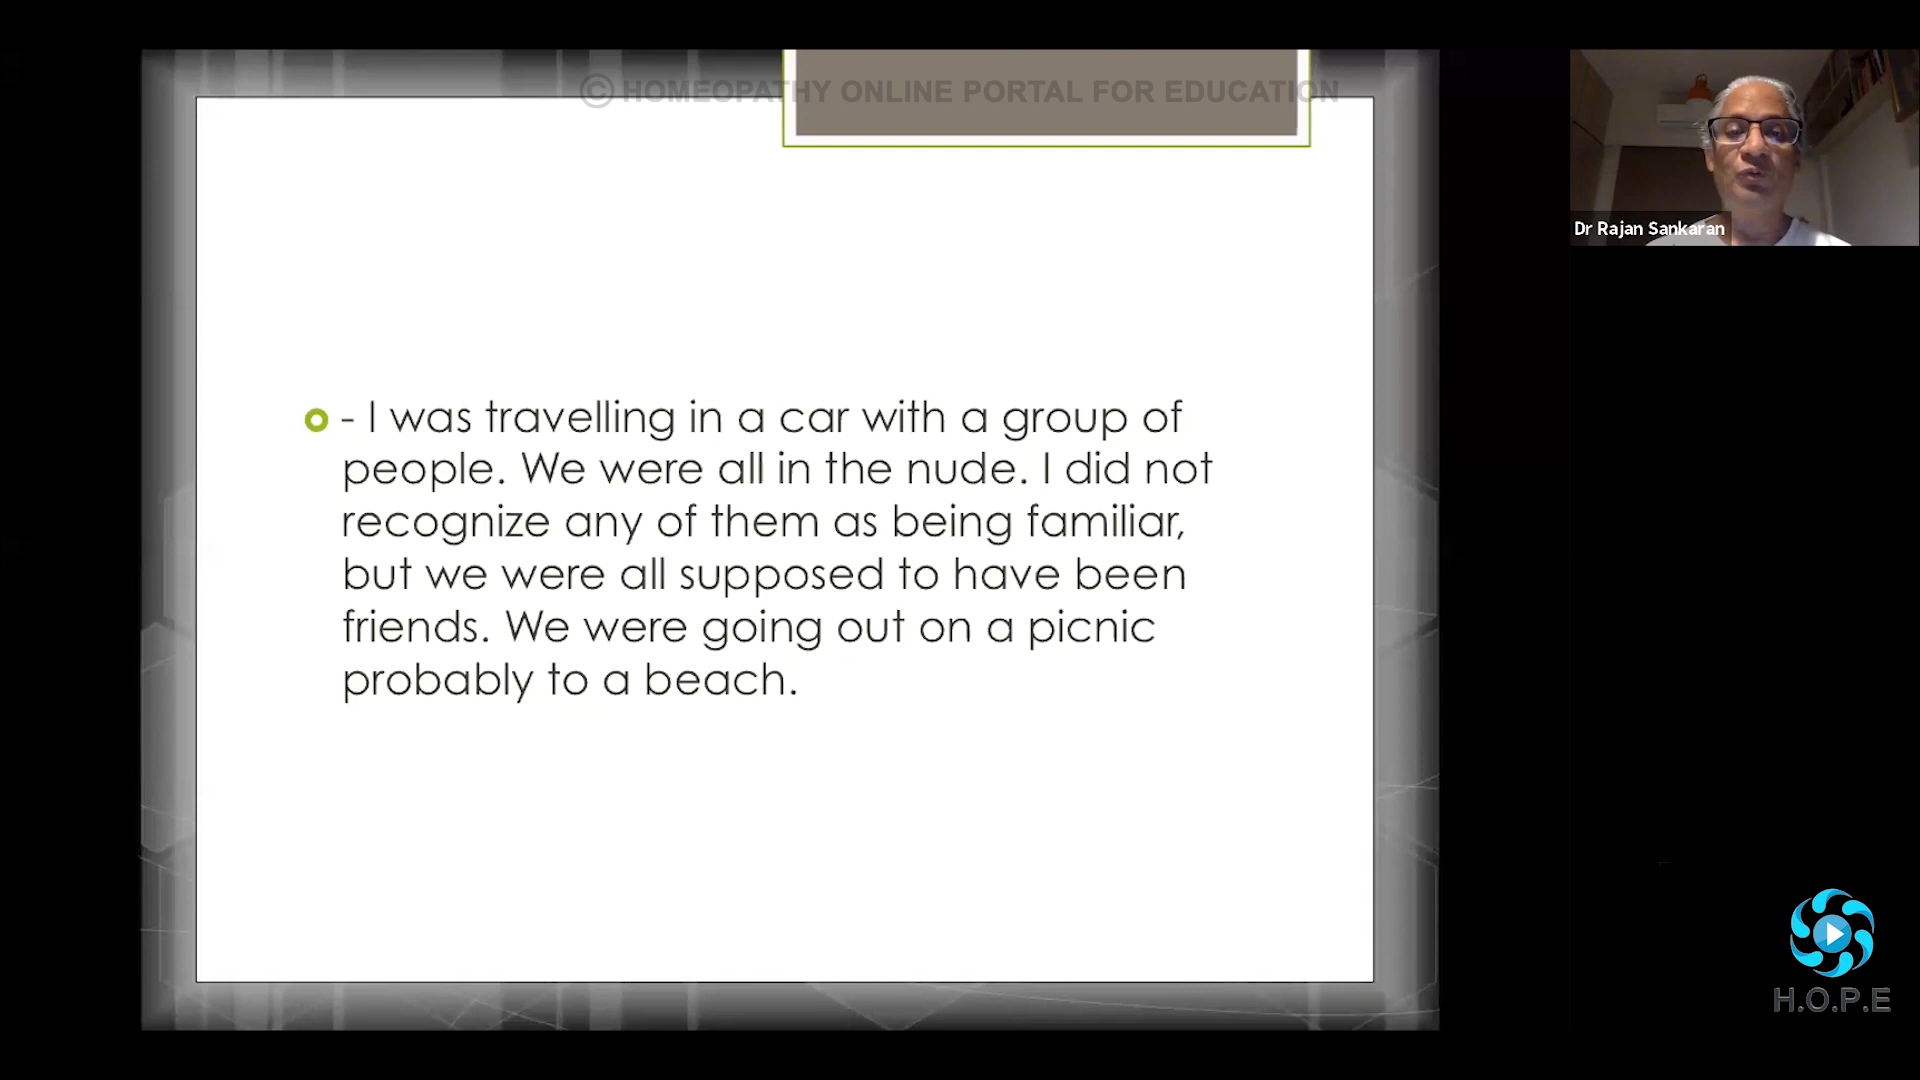 © HOMEOPATHY ONLINE PORTAL FOR EDUCATION
- I was travelling in a car with a group of
people. We were all in the nude. I did not
recognize any of them as being familiar,
but we were all supposed to have been
friends. We were going out on a picnic
probably to a beach.
Dr Rajan Sankaran
H.O.P.E